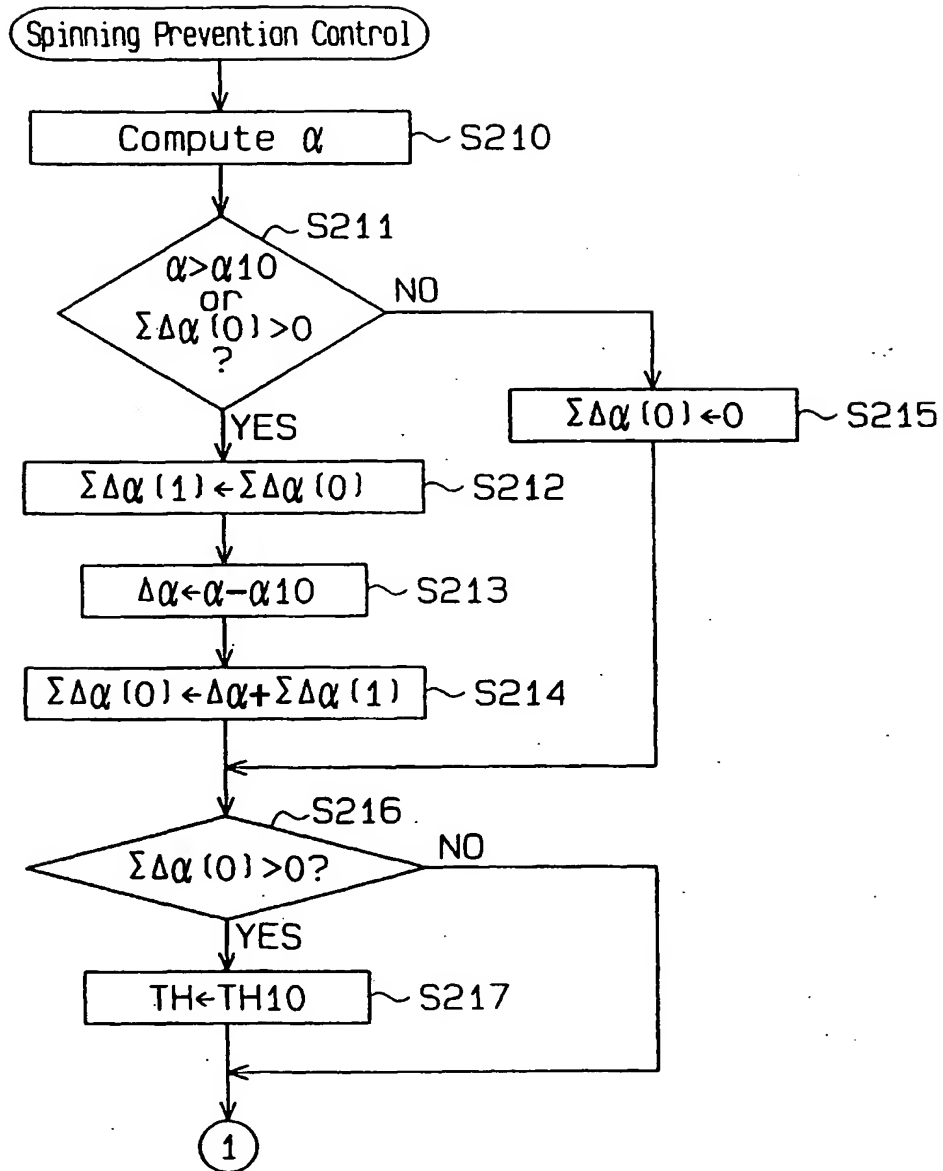 Spinning Prevention Control
Compute α
S210
S211
α>α10
or
ΣΔα(0)>0
?
NO
YES
ΣΔα(0)←0
S215
ΣΔα(1)←ΣΔα(0)
S212
Δα←α-α10
S213
ΣΔα(0)←Δα+ΣΔα(1)
S214
S216
ΣΔα(0)>0?
NO
YES
TH←TH10
S217
1